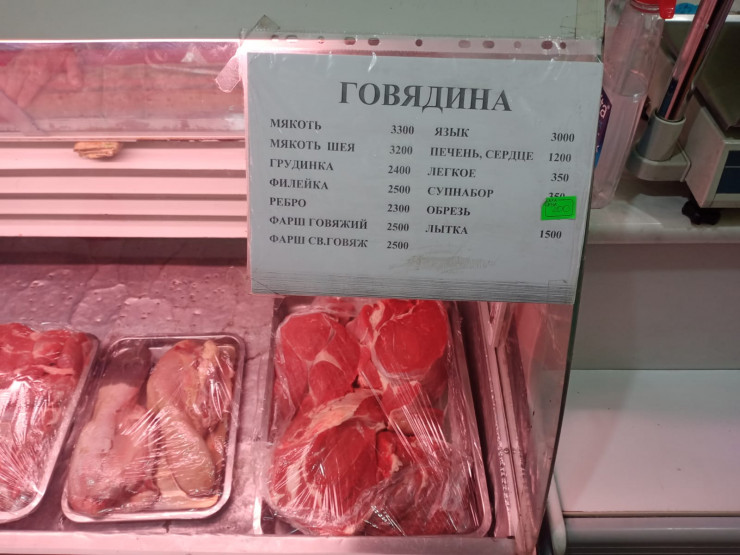 ГОВЯДИНА
МЯКОТЬ 3300
МЯКОТЬ ШЕЯ 3200
ГРУДИНКА 2400
ФИЛЕЙКА 2500
РЕБРО 2300
ФАРШ ГОВЯЖИЙ 2500
ФАРШ СВ.ГОВЯЖ 2500
ЯЗЫК 3000
ПЕЧЕНЬ, СЕРДЦЕ 1200
ЛЕГКОЕ 350
СУПНАБОР 350
ОБРЕЗЬ
ЛЫТКА 1500